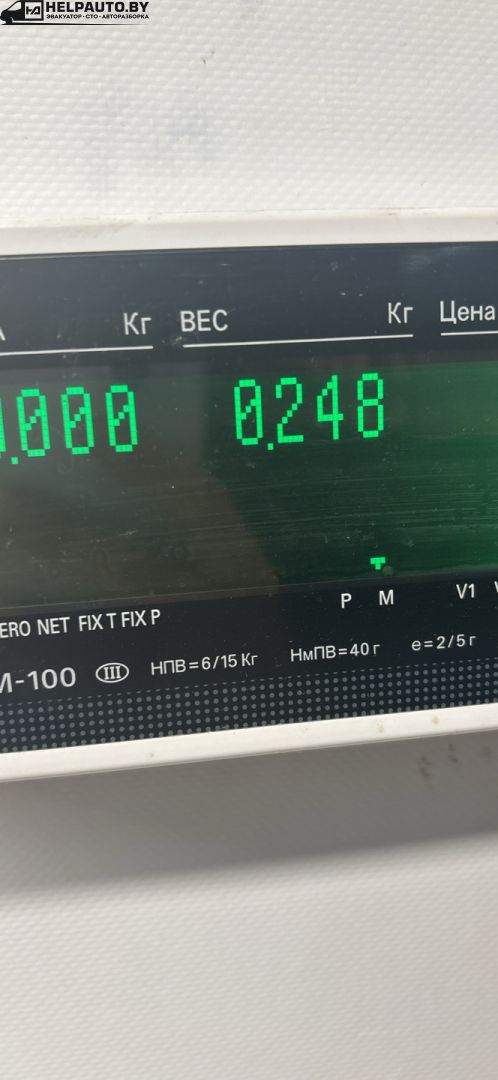 HELPAUTO.BY
ЭВАКУАТОР · СТО · АВТОРАЗБОРКА
Кг ВЕС Кг Цена
.000 0.248
P M V1
ERO NET FIX T FIX P
M-100 III НПВ=6/15 Кг НмПВ=40 г e=2/5 г